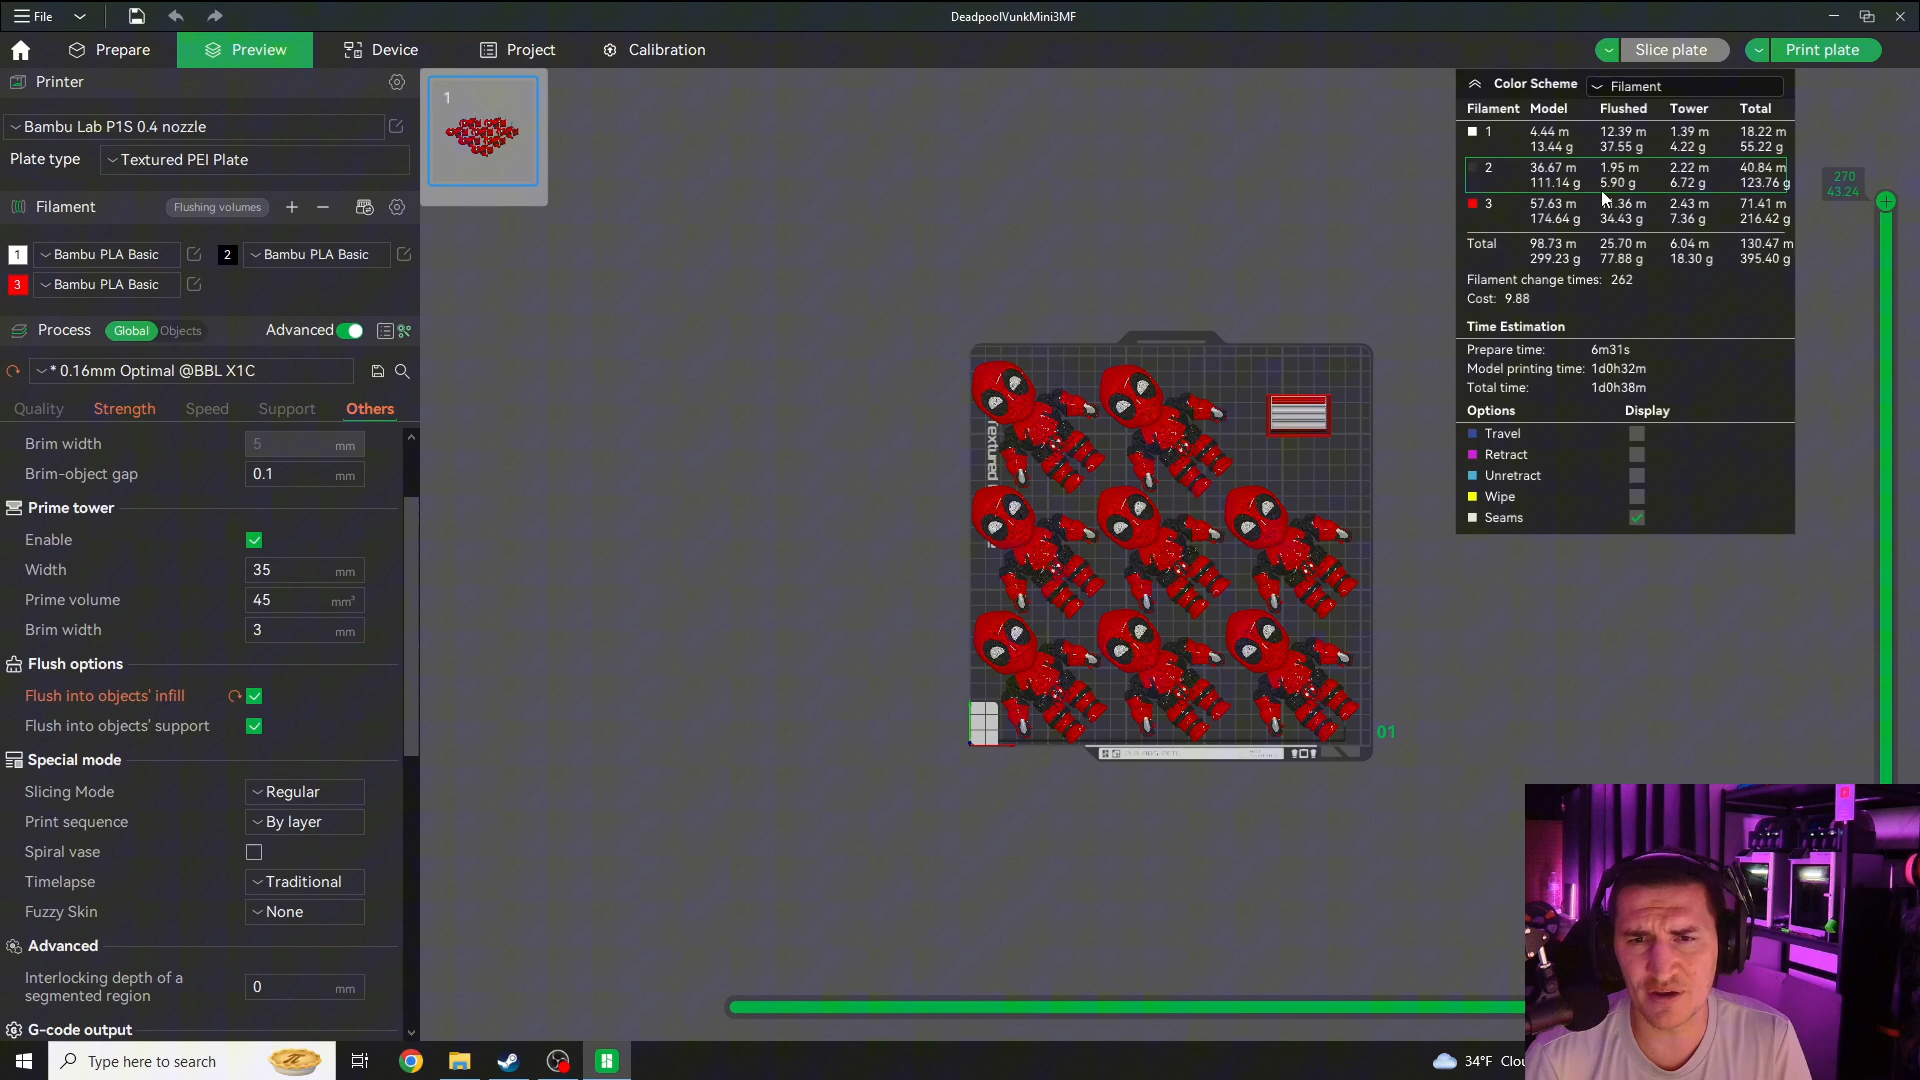 File
DeadpoolVunkMini3MF
Prepare
Preview
Device
Project
Calibration
Slice plate
Print plate
Printer
Bambu Lab P1S 0.4 nozzle
Plate type
Textured PEI Plate
Filament
Flushing volumes
1 Bambu PLA Basic
2 Bambu PLA Basic
3 Bambu PLA Basic
Process
Global
Objects
Advanced
* 0.16mm Optimal @BBL X1C
Quality
Strength
Speed
Support
Others
Brim width 5 mm
Brim-object gap 0.1 mm
Prime tower
Enable
Width 35 mm
Prime volume 45 mm³
Brim width 3 mm
Flush options
Flush into objects' infill
Flush into objects' support
Special mode
Slicing Mode Regular
Print sequence By layer
Spiral vase
Timelapse Traditional
Fuzzy Skin None
Advanced
Interlocking depth of a
segmented region 0 mm
G-code output
1
01
Color Scheme Filament
Filament Model Flushed Tower Total
1 4.44 m 12.39 m 1.39 m 18.22 m
13.44 g 37.55 g 4.22 g 55.22 g
2 36.67 m 1.95 m 2.22 m 40.84 m
111.14 g 5.90 g 6.72 g 123.76 g
3 57.63 m .36 m 2.43 m 71.41 m
174.64 g 34.43 g 7.36 g 216.42 g
Total 98.73 m 25.70 m 6.04 m 130.47 m
299.23 g 77.88 g 18.30 g 395.40 g
Filament change times: 262
Cost: 9.88
Time Estimation
Prepare time: 6m31s
Model printing time: 1d0h32m
Total time: 1d0h38m
Options Display
Travel
Retract
Unretract
Wipe
Seams
270
43.24
Type here to search
34°F Clou